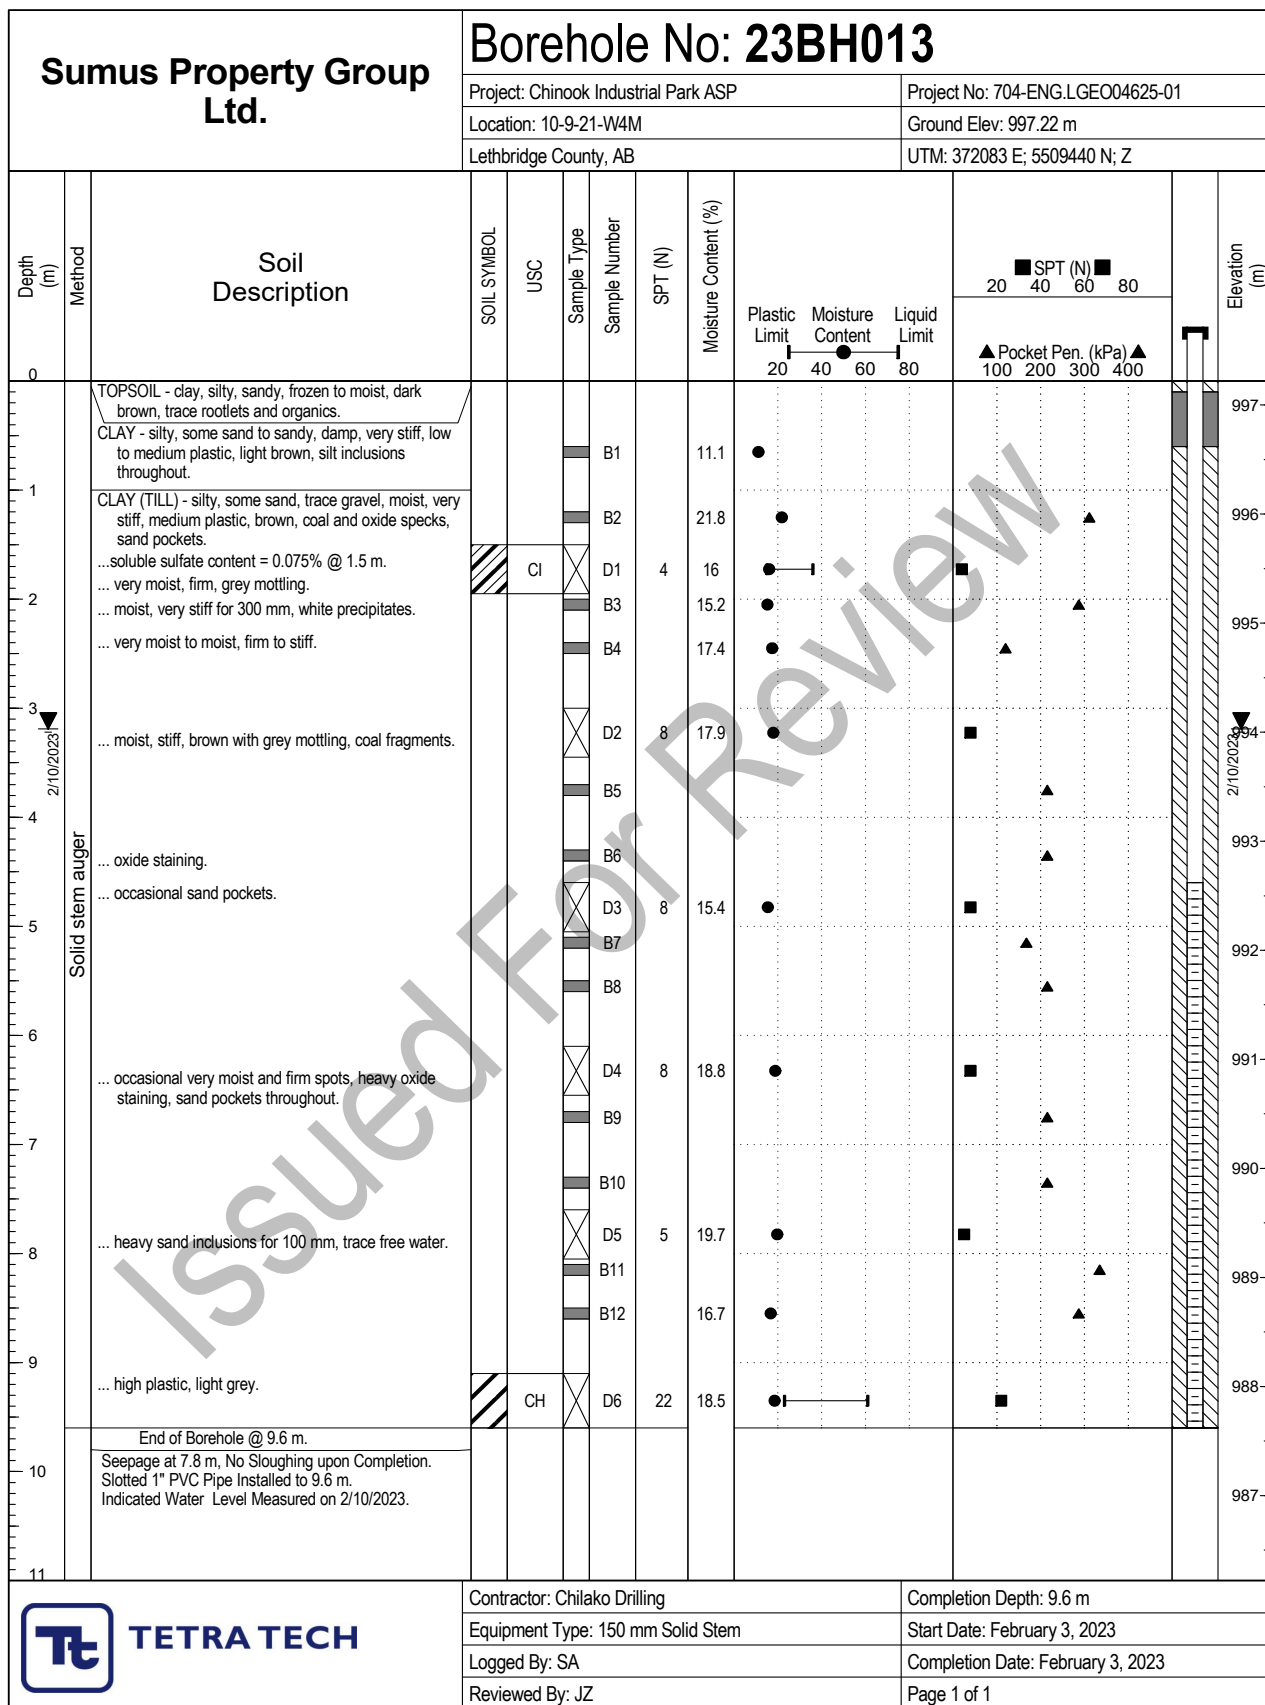 Sumus Property Group
Ltd.
Borehole No: 23BH013
Project: Chinook Industrial Park ASP
Project No: 704-ENG.LGEO04625-01
Location: 10-9-21-W4M
Ground Elev: 997.22 m
Lethbridge County, AB
UTM: 372083 E; 5509440 N; Z
Depth
(m)
Method
Soil
Description
SOIL SYMBOL
USC
Sample Type
Sample Number
SPT (N)
Moisture Content (%)
Plastic Moisture Liquid
Limit Content Limit
20 40 60 80
SPT (N)
20 40 60 80
Pocket Pen. (kPa)
100 200 300 400
Elevation
(m)
0
TOPSOIL - clay, silty, sandy, frozen to moist, dark
brown, trace rootlets and organics.
997
CLAY - silty, some sand to sandy, damp, very stiff, low
to medium plastic, light brown, silt inclusions
throughout.
B1 11.1
1
CLAY (TILL) - silty, some sand, trace gravel, moist, very
stiff, medium plastic, brown, coal and oxide specks,
sand pockets.
B2 21.8
996
...soluble sulfate content = 0.075% @ 1.5 m.
CI D1 4 16
... very moist, firm, grey mottling.
2
... moist, very stiff for 300 mm, white precipitates.
B3 15.2
995
... very moist to moist, firm to stiff.
B4 17.4
3
2/10/2023
... moist, stiff, brown with grey mottling, coal fragments.
D2 8 17.9
994
2/10/2023
B5
4
Solid stem auger
993
... oxide staining.
B6
... occasional sand pockets.
D3 8 15.4
5
B7
992
B8
6
991
... occasional very moist and firm spots, heavy oxide
staining, sand pockets throughout.
D4 8 18.8
B9
7
990
B10
... heavy sand inclusions for 100 mm, trace free water.
D5 5 19.7
8
B11
989
B12 16.7
9
... high plastic, light grey.
CH D6 22 18.5
988
End of Borehole @ 9.6 m.
Seepage at 7.8 m, No Sloughing upon Completion.
10
Slotted 1" PVC Pipe Installed to 9.6 m.
Indicated Water Level Measured on 2/10/2023.
987
11
Issued For Review
Tt TETRA TECH
Contractor: Chilako Drilling
Completion Depth: 9.6 m
Equipment Type: 150 mm Solid Stem
Start Date: February 3, 2023
Logged By: SA
Completion Date: February 3, 2023
Reviewed By: JZ
Page 1 of 1